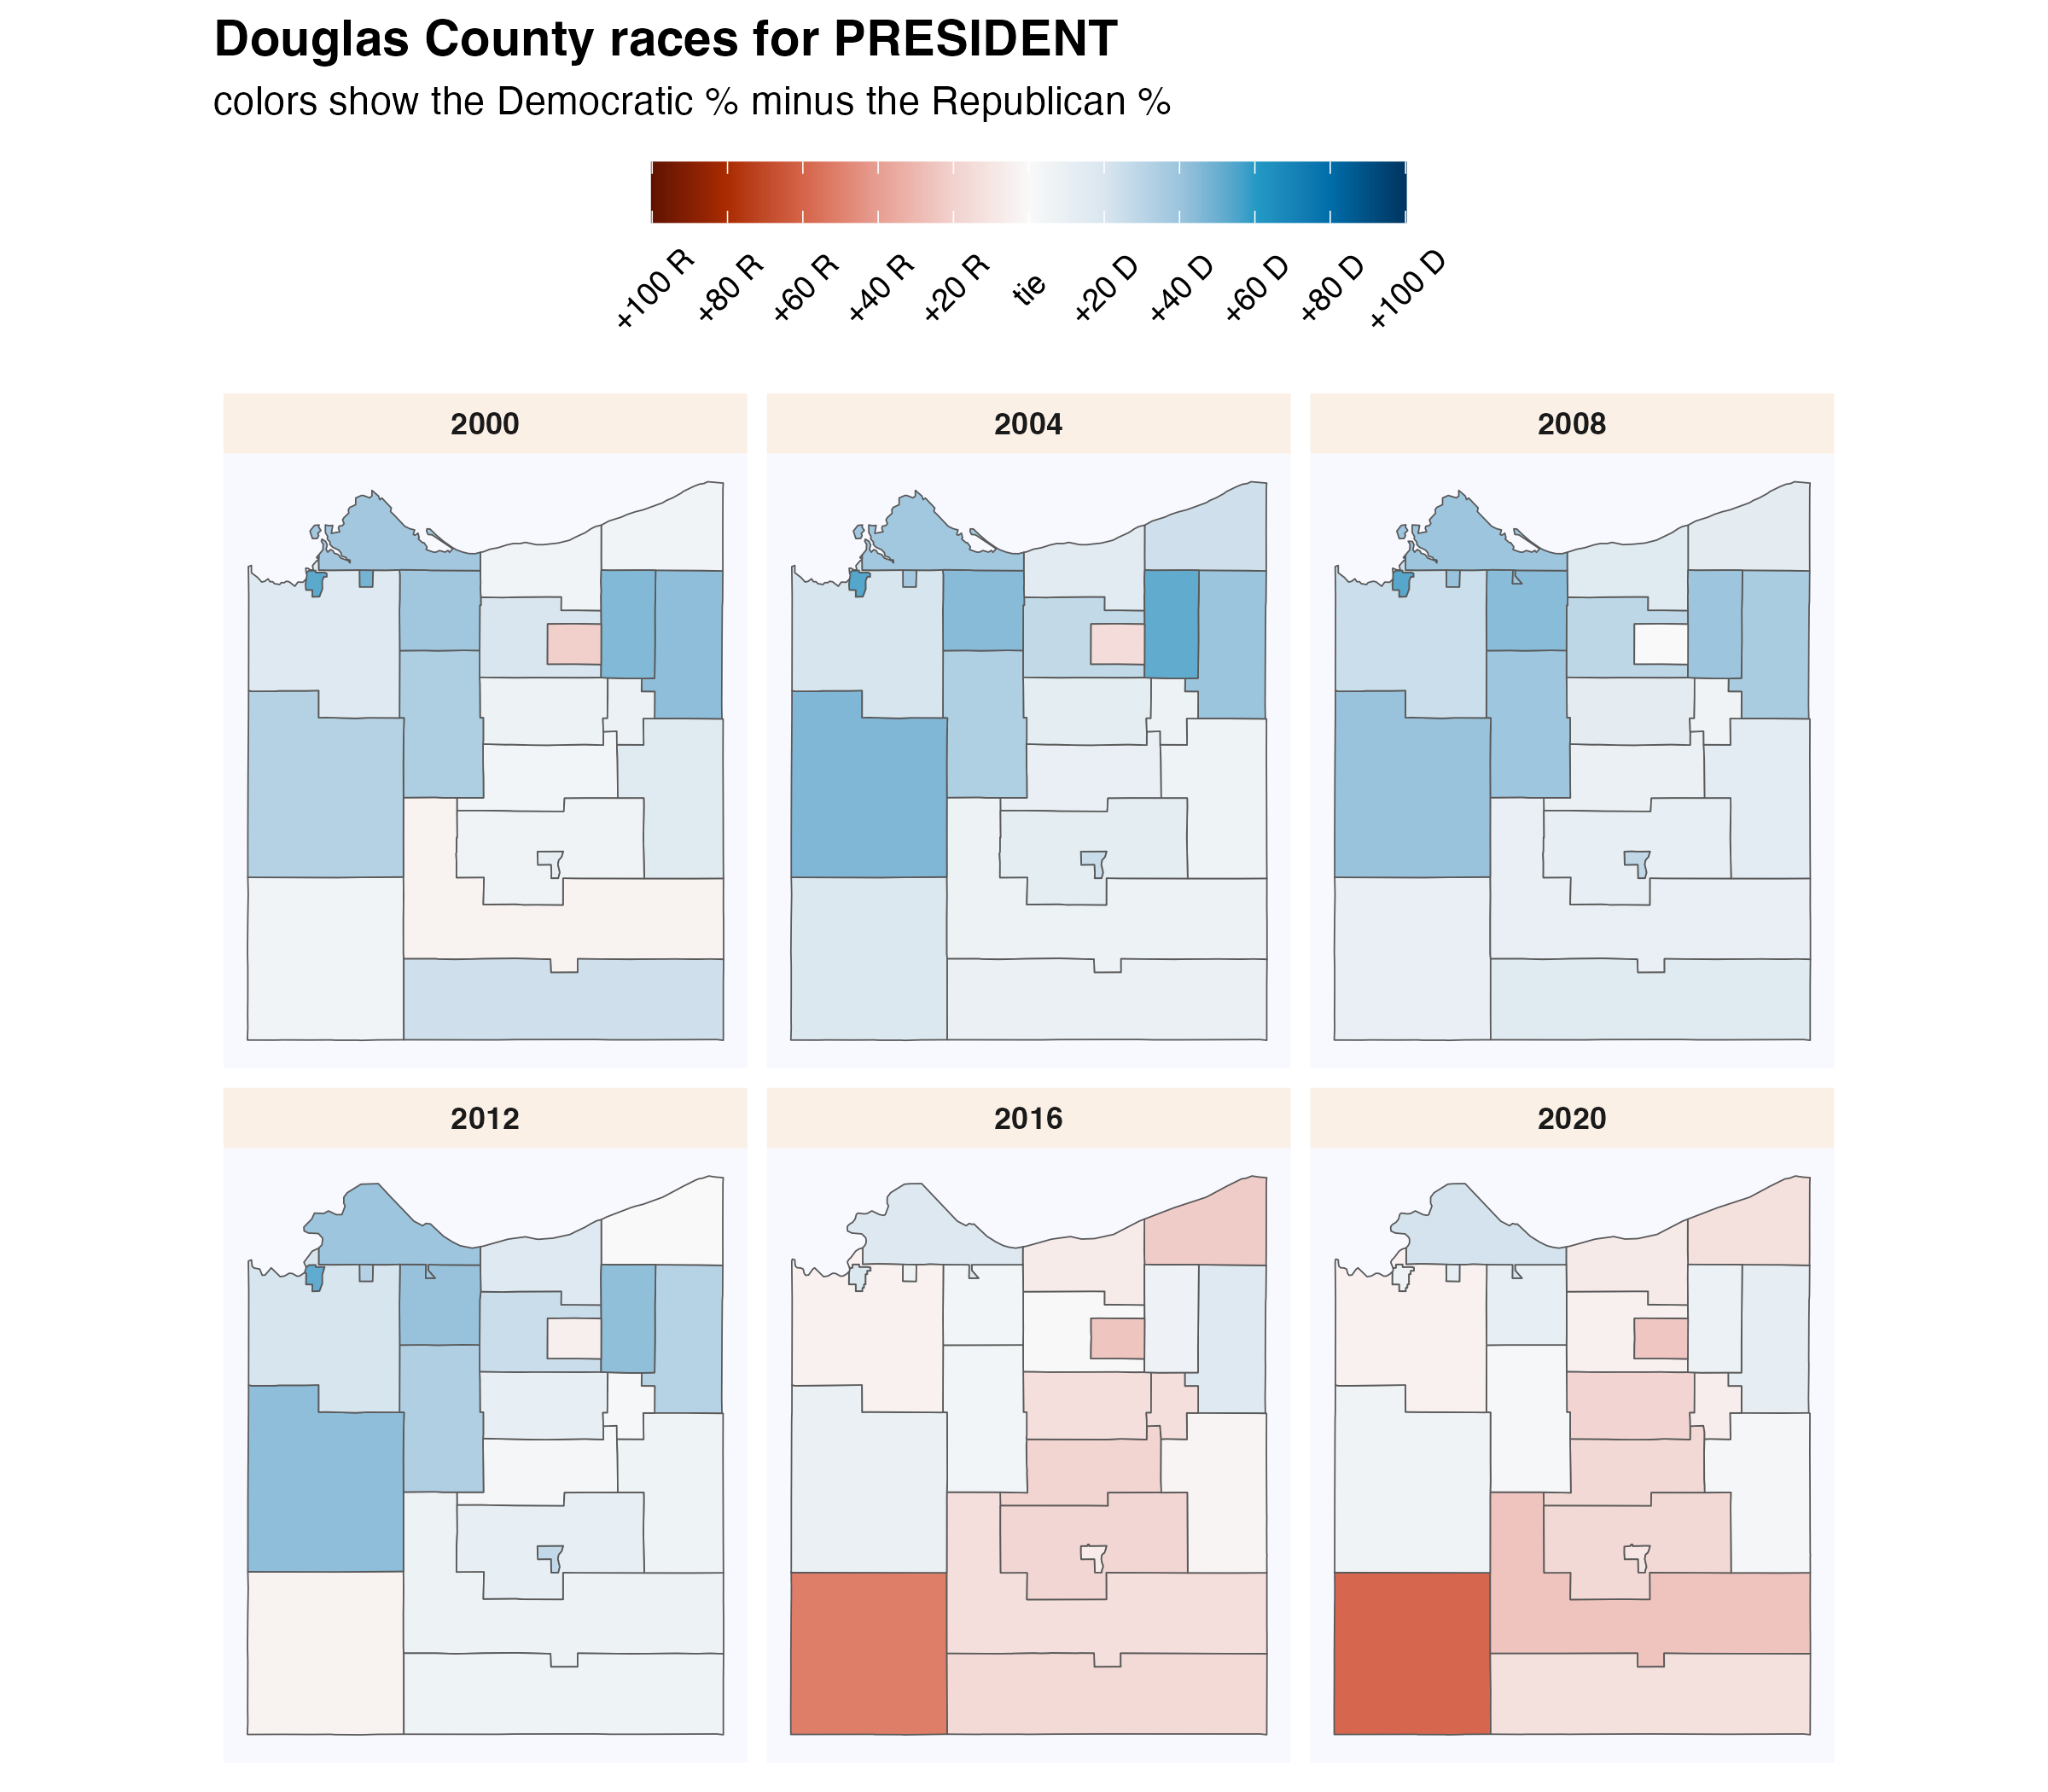 Douglas County races for PRESIDENT
colors show the Democratic % minus the Republican %
+100 R +80 R +60 R +40 R +20 R tie +20 D +40 D +60 D +80 D +100 D
2000 2004 2008
2012 2016 2020